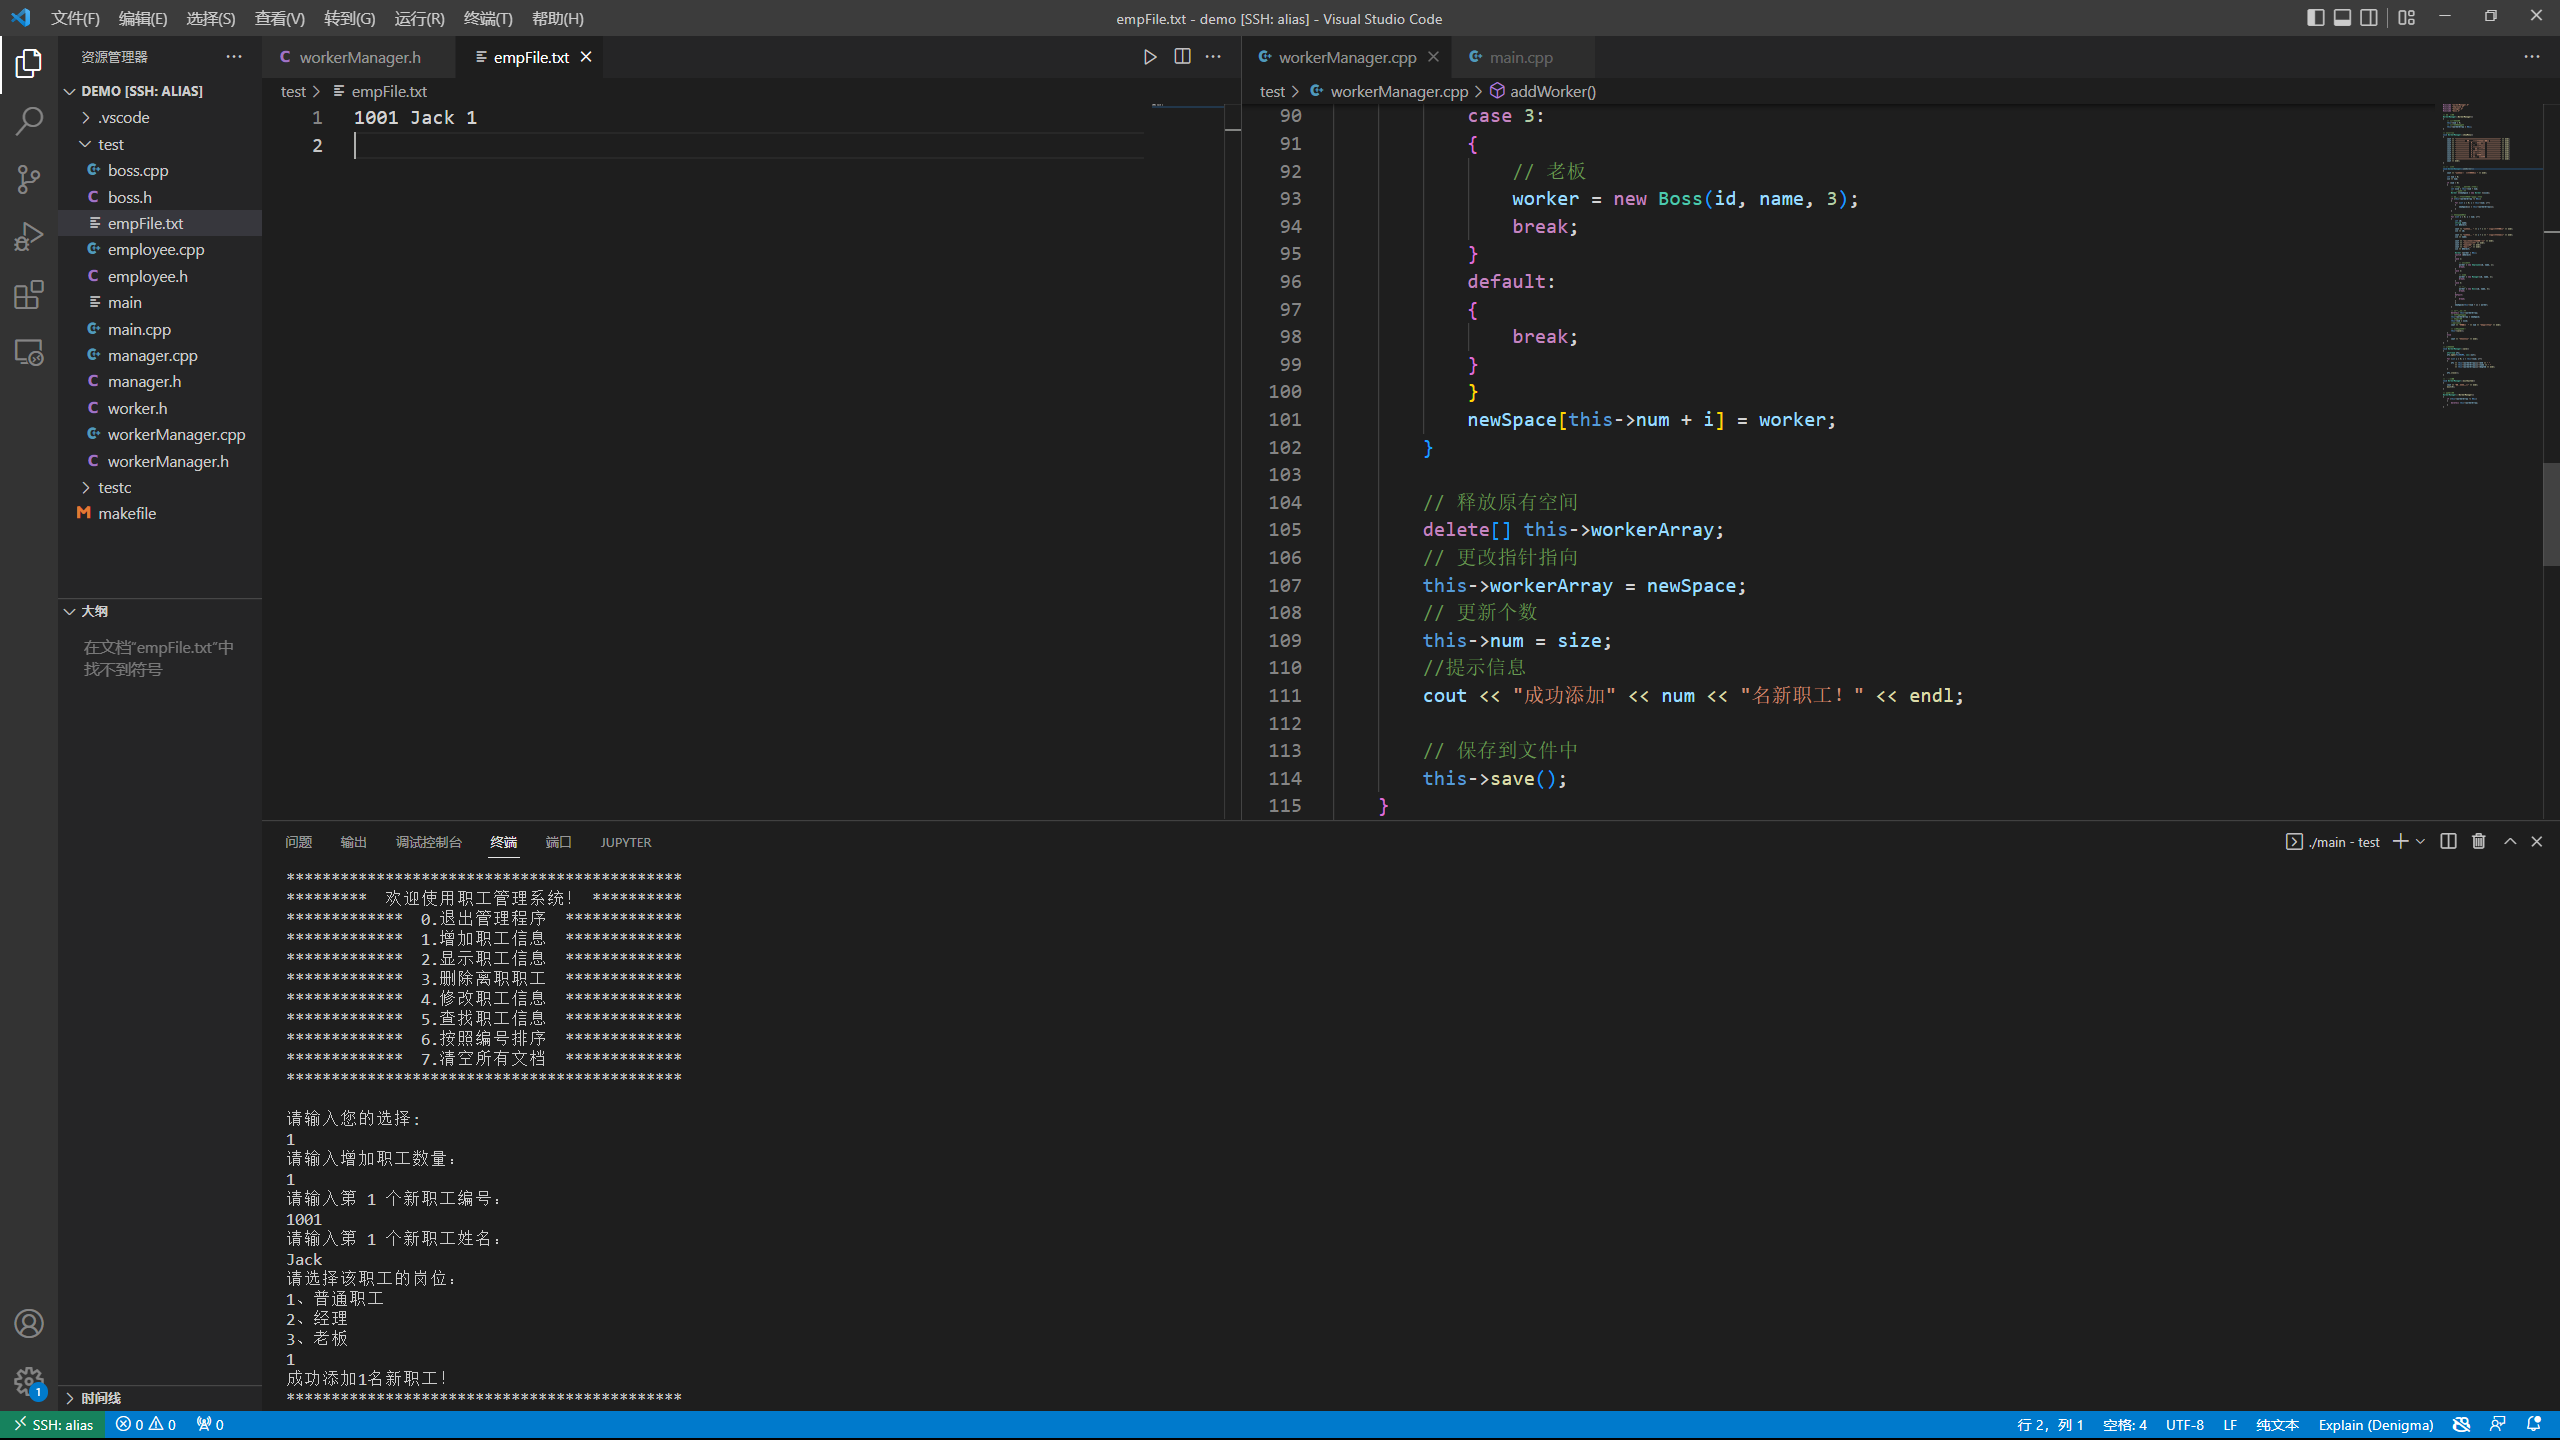 文件(F) 编辑(E) 选择(S) 查看(V) 转到(G) 运行(R) 终端(T) 帮助(H)
empFile.txt - demo [SSH: alias] - Visual Studio Code
资源管理器
DEMO [SSH: ALIAS]
.vscode
test
boss.cpp
boss.h
empFile.txt
employee.cpp
employee.h
main
main.cpp
manager.cpp
manager.h
worker.h
workerManager.cpp
workerManager.h
testc
makefile
大纲
在文档"empFile.txt"中
找不到符号
时间线
workerManager.h
empFile.txt
test > empFile.txt
1 1001 Jack 1
2
workerManager.cpp
main.cpp
test > workerManager.cpp > addWorker()
90 case 3:
91 {
92 // 老板
93 worker = new Boss(id, name, 3);
94 break;
95 }
96 default:
97 {
98 break;
99 }
100 }
101 newSpace[this->num + i] = worker;
102 }
103
104 // 释放原有空间
105 delete[] this->workerArray;
106 // 更改指针指向
107 this->workerArray = newSpace;
108 // 更新个数
109 this->num = size;
110 //提示信息
111 cout << "成功添加" << num << "名新职工！" << endl;
112
113 // 保存到文件中
114 this->save();
115 }
问题 输出 调试控制台 终端 端口 JUPYTER
./main - test
********************************************
********* 欢迎使用职工管理系统！ **********
************* 0.退出管理程序 *************
************* 1.增加职工信息 *************
************* 2.显示职工信息 *************
************* 3.删除离职职工 *************
************* 4.修改职工信息 *************
************* 5.查找职工信息 *************
************* 6.按照编号排序 *************
************* 7.清空所有文档 *************
********************************************
请输入您的选择：
1
请输入增加职工数量：
1
请输入第 1 个新职工编号：
1001
请输入第 1 个新职工姓名：
Jack
请选择该职工的岗位：
1、普通职工
2、经理
3、老板
1
成功添加1名新职工！
********************************************
1
SSH: alias 0 0 0
行 2，列 1 空格: 4 UTF-8 LF 纯文本 Explain (Denigma)